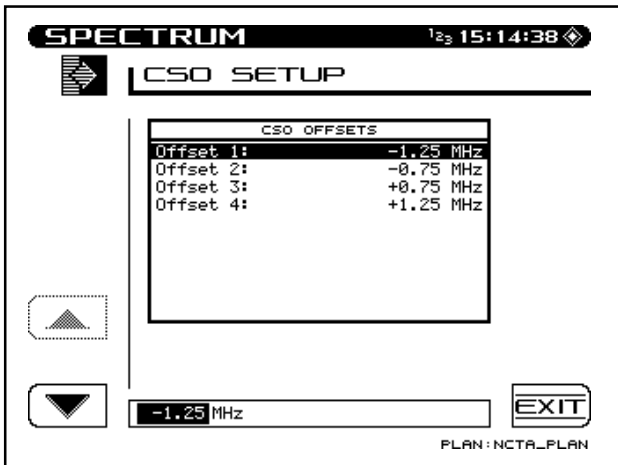 SPECTRUM 123 15:14:38
CSO SETUP
CSO OFFSETS
Offset 1: -1.25 MHz
Offset 2: -0.75 MHz
Offset 3: +0.75 MHz
Offset 4: +1.25 MHz
-1.25 MHz
EXIT
PLAN:NCTA_PLAN